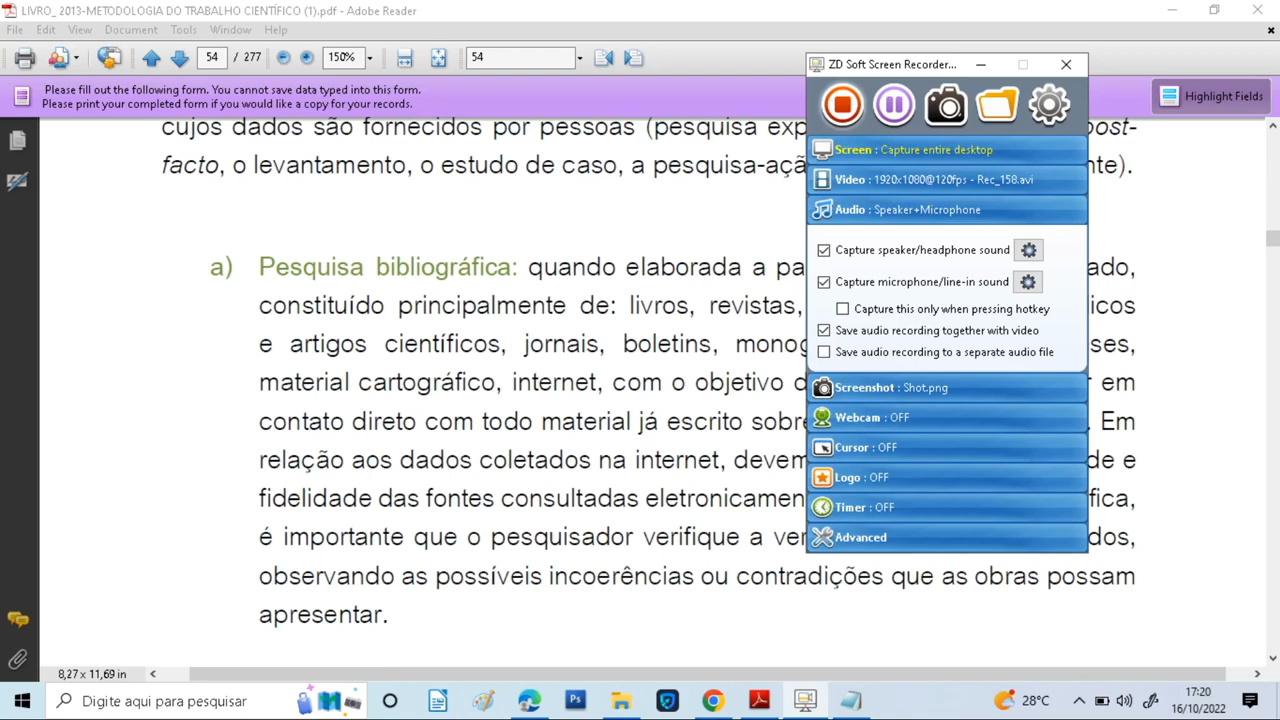 LIVRO_ 2013-METODOLOGIA DO TRABALHO CIENTÍFICO (1).pdf - Adobe Reader
File Edit View Document Tools Window Help
54 / 277 150% 54
Please fill out the following form. You cannot save data typed into this form.
Please print your completed form if you would like a copy for your records.
Highlight Fields
cujos dados são fornecidos por pessoas (pesquisa exp post-
facto, o levantamento, o estudo de caso, a pesquisa-açã nte).
a) Pesquisa bibliográfica: quando elaborada a pa ado,
constituído principalmente de: livros, revistas, icos
e artigos científicos, jornais, boletins, monog ses,
material cartográfico, internet, com o objetivo d r em
contato direto com todo material já escrito sobre . Em
relação aos dados coletados na internet, devem de e
fidelidade das fontes consultadas eletronicamen fica,
é importante que o pesquisador verifique a ver dos,
observando as possíveis incoerências ou contradições que as obras possam
apresentar.
8,27 x 11,69 in
ZD Soft Screen Recorder...
Screen : Capture entire desktop
Video : 1920x1080@120fps - Rec_158.avi
Audio : Speaker+Microphone
Capture speaker/headphone sound
Capture microphone/line-in sound
Capture this only when pressing hotkey
Save audio recording together with video
Save audio recording to a separate audio file
Screenshot : Shot.png
Webcam : OFF
Cursor : OFF
Logo : OFF
Timer : OFF
Advanced
Digite aqui para pesquisar
Ps
28°C
17:20
16/10/2022